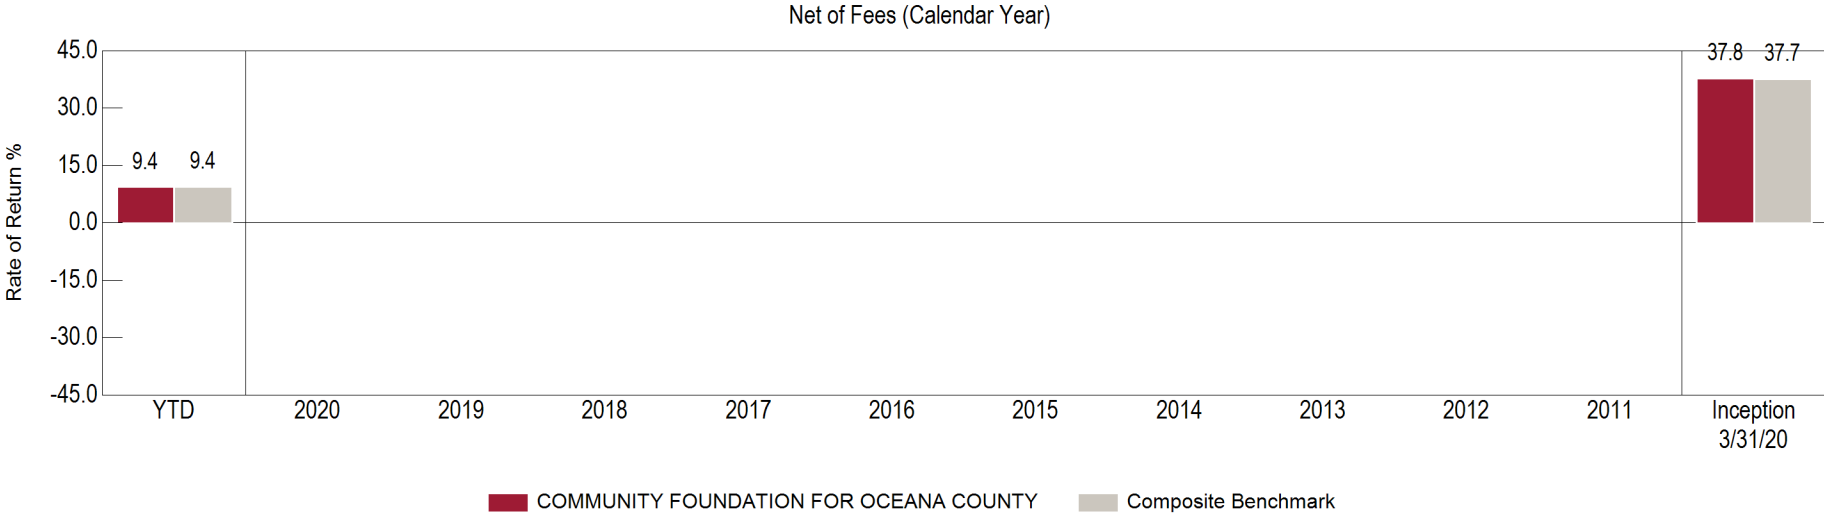 Net of Fees (Calendar Year)
45.0
30.0
15.0
0.0
-15.0
-30.0
-45.0
Rate of Return %
9.4 9.4
37.8 37.7
YTD 2020 2019 2018 2017 2016 2015 2014 2013 2012 2011 Inception
3/31/20
COMMUNITY FOUNDATION FOR OCEANA COUNTY Composite Benchmark